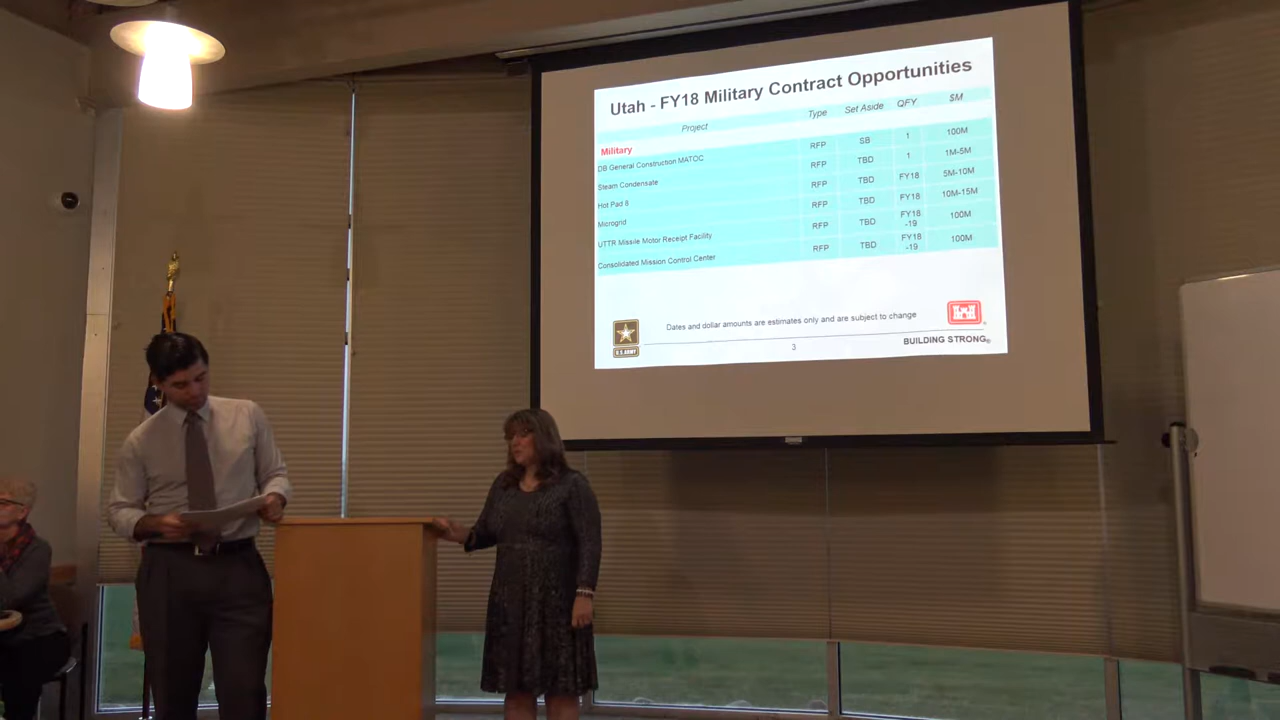 Utah - FY18 Military Contract Opportunities
Project Type Set Aside QFY $M
Military
DB General Construction MATOC RFP SB 1 100M
Steam Condensate RFP TBD 1 1M-5M
Hot Pad 8 RFP TBD FY18 5M-10M
Microgrid RFP TBD FY18 10M-15M
UTTR Missile Motor Receipt Facility RFP TBD FY18 -19 100M
Consolidated Mission Control Center RFP TBD FY18 -19 100M
Dates and dollar amounts are estimates only and are subject to change
U.S. ARMY
3
BUILDING STRONG®